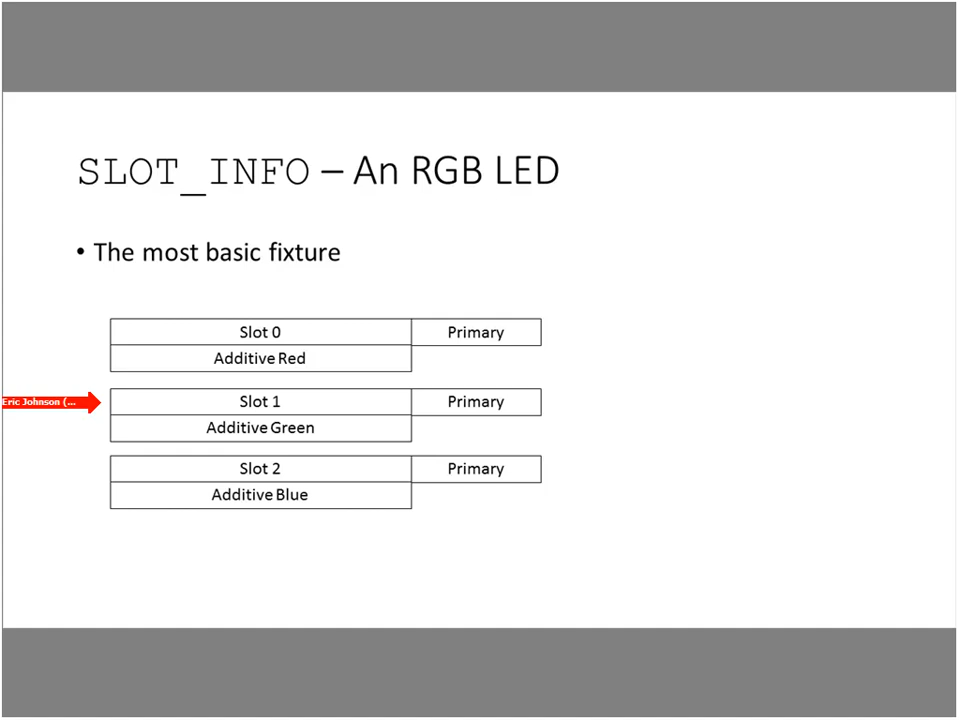 SLOT_INFO – An RGB LED
• The most basic fixture
Slot 0 Primary
Additive Red
Eric Johnson (... Slot 1 Primary
Additive Green
Slot 2 Primary
Additive Blue